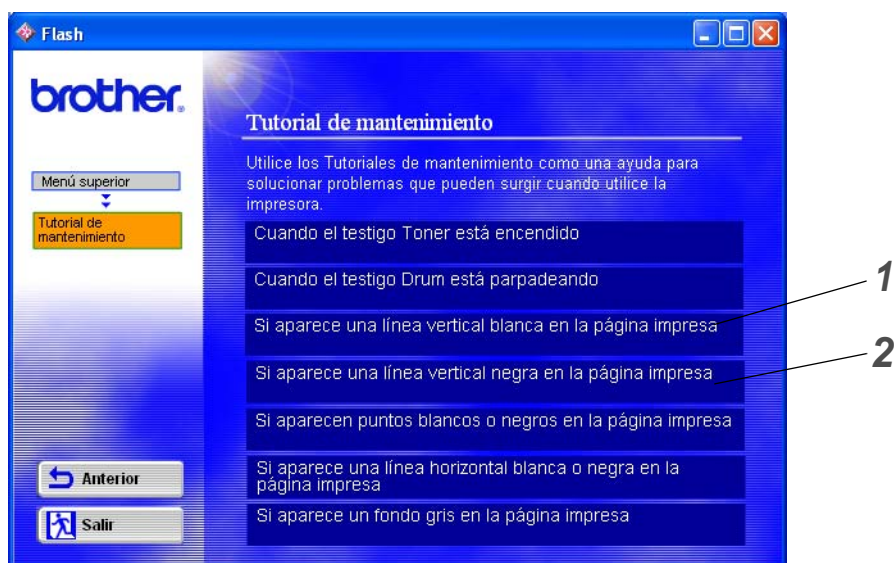 Flash
brother.
Tutorial de mantenimiento
Utilice los Tutoriales de mantenimiento como una ayuda para
solucionar problemas que pueden surgir cuando utilice la
impresora.
Menú superior
Tutorial de
mantenimiento
Cuando el testigo Toner está encendido
Cuando el testigo Drum está parpadeando
Si aparece una línea vertical blanca en la página impresa
1
Si aparece una línea vertical negra en la página impresa
2
Si aparecen puntos blancos o negros en la página impresa
Si aparece una línea horizontal blanca o negra en la
página impresa
Si aparece un fondo gris en la página impresa
Anterior
Salir